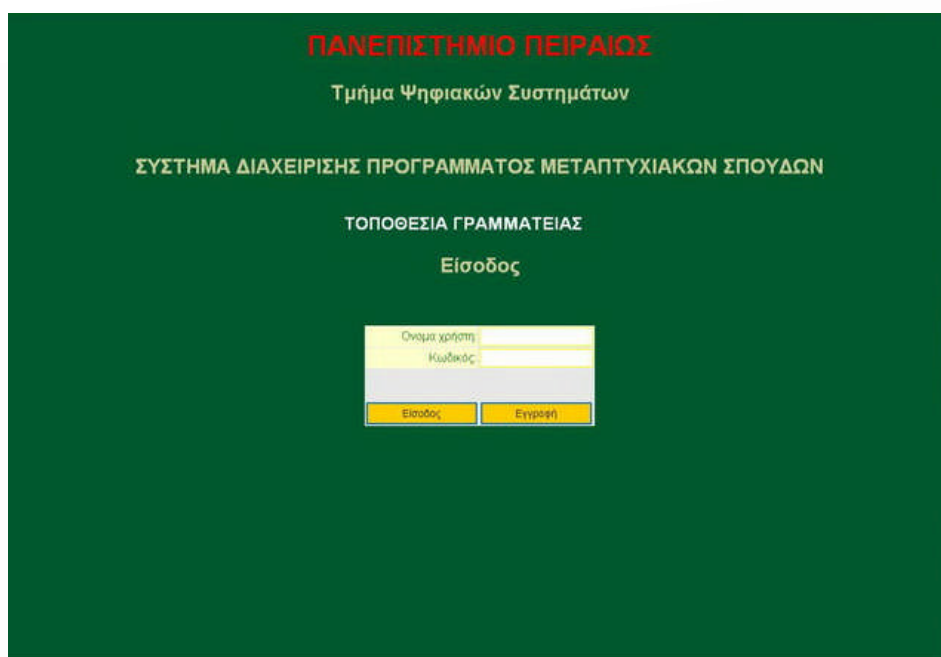 ΠΑΝΕΠΙΣΤΗΜΙΟ ΠΕΙΡΑΙΩΣ
Τμήμα Ψηφιακών Συστημάτων
ΣΥΣΤΗΜΑ ΔΙΑΧΕΙΡΙΣΗΣ ΠΡΟΓΡΑΜΜΑΤΟΣ ΜΕΤΑΠΤΥΧΙΑΚΩΝ ΣΠΟΥΔΩΝ
ΤΟΠΟΘΕΣΙΑ ΓΡΑΜΜΑΤΕΙΑΣ
Είσοδος
Ονομα χρήστη:
Κωδικός:
Είσοδος Εγγραφή